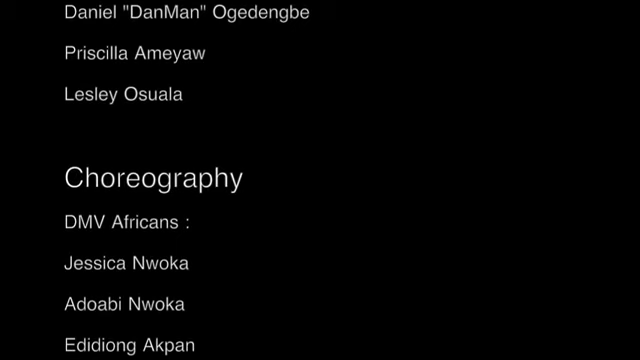 Daniel "DanMan" Ogedengbe
Priscilla Ameyaw
Lesley Osuala
Choreography
DMV Africans :
Jessica Nwoka
Adoabi Nwoka
Edidiong Akpan